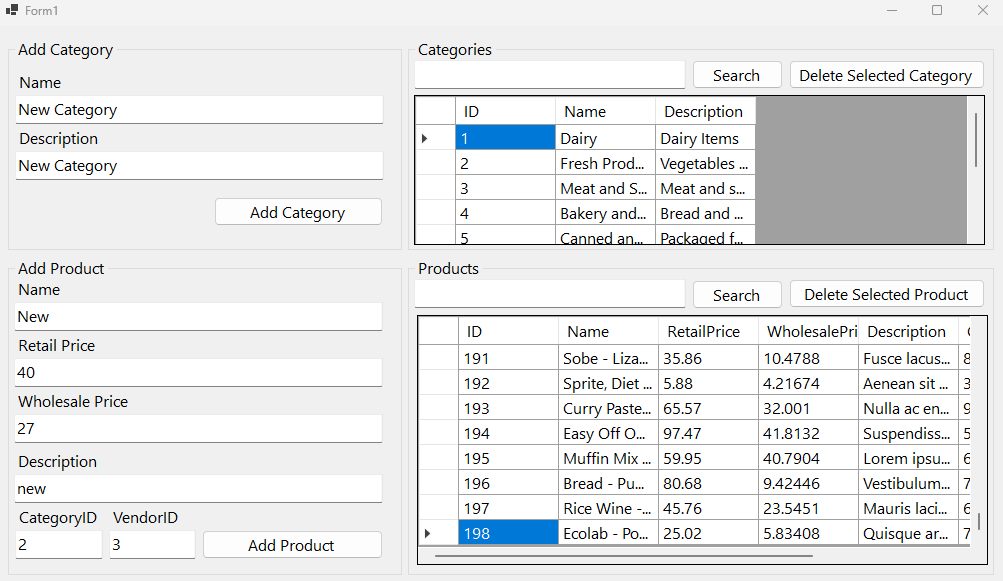 Form1
Add Category
Name
New Category
Description
New Category
Add Category
Categories
Search
Delete Selected Category
ID Name Description
1 Dairy Dairy Items
2 Fresh Prod... Vegetables ...
3 Meat and S... Meat and s...
4 Bakery and... Bread and ...
5 Canned an... Packaged f...
Add Product
Name
New
Retail Price
40
Wholesale Price
27
Description
new
CategoryID VendorID
2 3 Add Product
Products
Search
Delete Selected Product
ID Name RetailPrice WholesalePri Description
191 Sobe - Liza... 35.86 10.4788 Fusce lacus... 8
192 Sprite, Diet ... 5.88 4.21674 Aenean sit ... 3
193 Curry Paste... 65.57 32.001 Nulla ac en... 9
194 Easy Off O... 97.47 41.8132 Suspendiss... 5
195 Muffin Mix ... 59.95 40.7904 Lorem ipsu... 6
196 Bread - Pu... 80.68 9.42446 Vestibulum... 7
197 Rice Wine -... 45.76 23.5451 Mauris laci... 6
198 Ecolab - Po... 25.02 5.83408 Quisque ar... 7